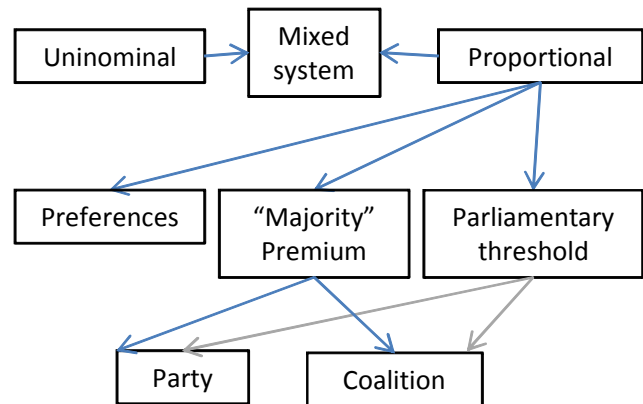 Uninominal
Mixed
system
Proportional
Preferences
“Majority”
Premium
Parliamentary
threshold
Party
Coalition